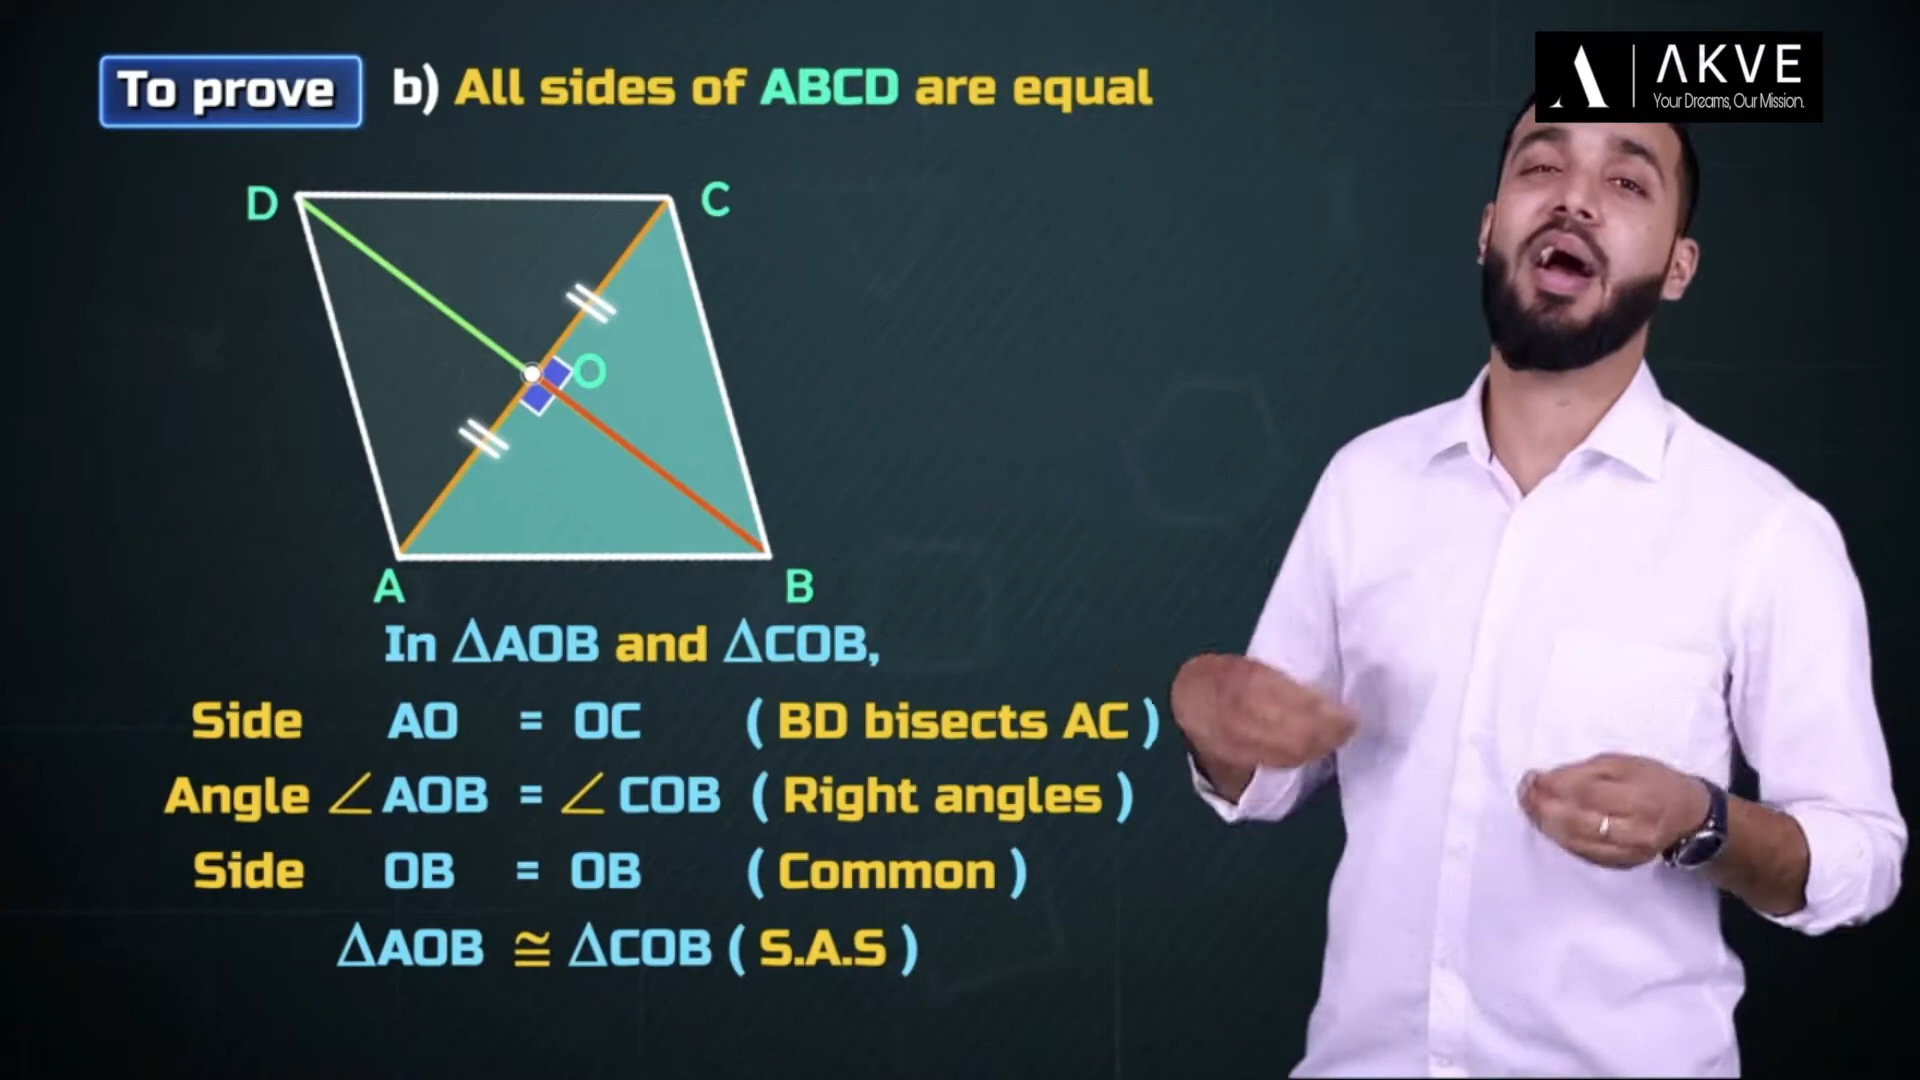 To prove b) All sides of ABCD are equal
AKVE
Your Dreams, Our Mission.
D
C
O
A
B
In ΔAOB and ΔCOB,
Side AO = OC ( BD bisects AC )
Angle ∠AOB = ∠COB ( Right angles )
Side OB = OB ( Common )
ΔAOB ≅ ΔCOB ( S.A.S )